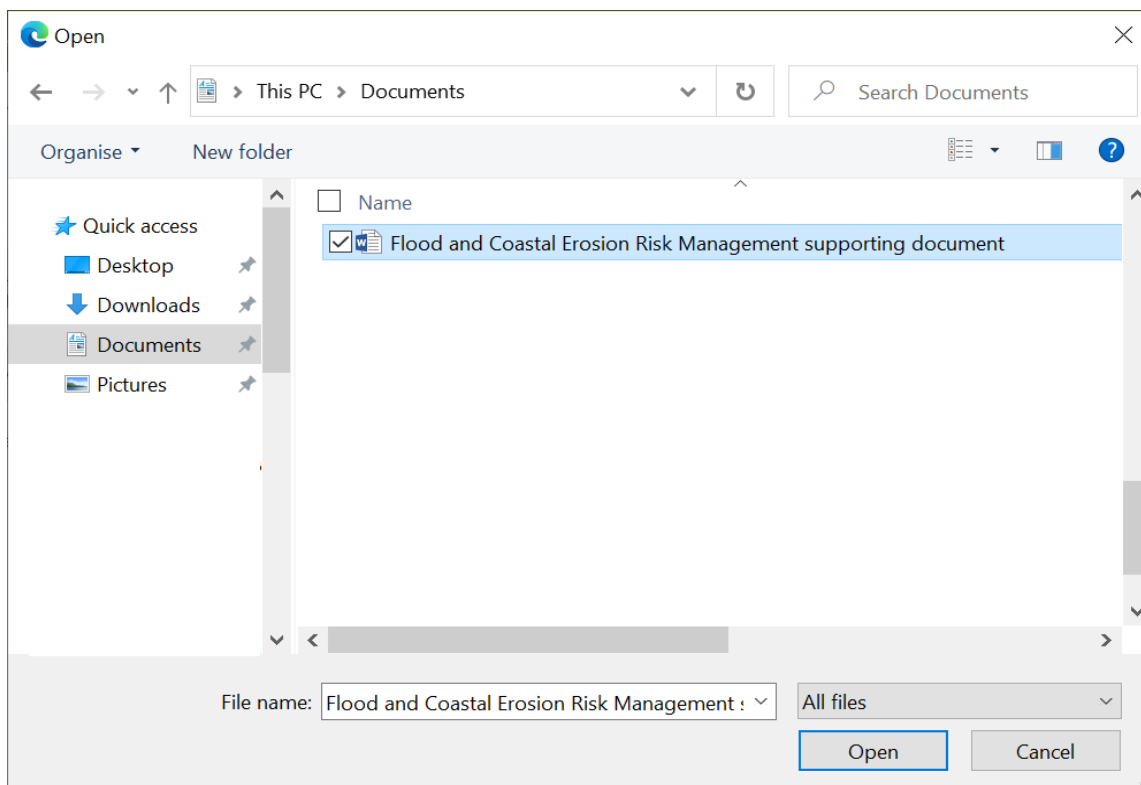 Open
This PC > Documents
Search Documents
Organise
New folder
?
Name
Quick access
Flood and Coastal Erosion Risk Management supporting document
Desktop
Downloads
Documents
Pictures
File name: Flood and Coastal Erosion Risk Management
All files
Open
Cancel